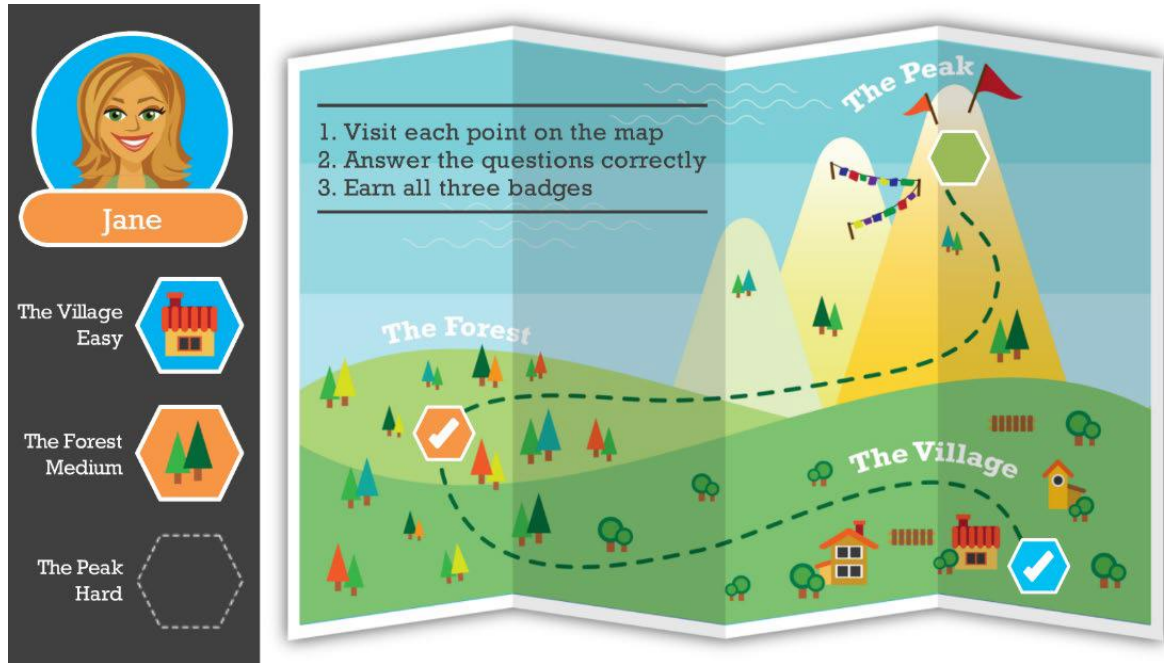 Jane
The Village
Easy
The Forest
Medium
The Peak
Hard
1. Visit each point on the map
2. Answer the questions correctly
3. Earn all three badges
The Peak
The Forest
The Village